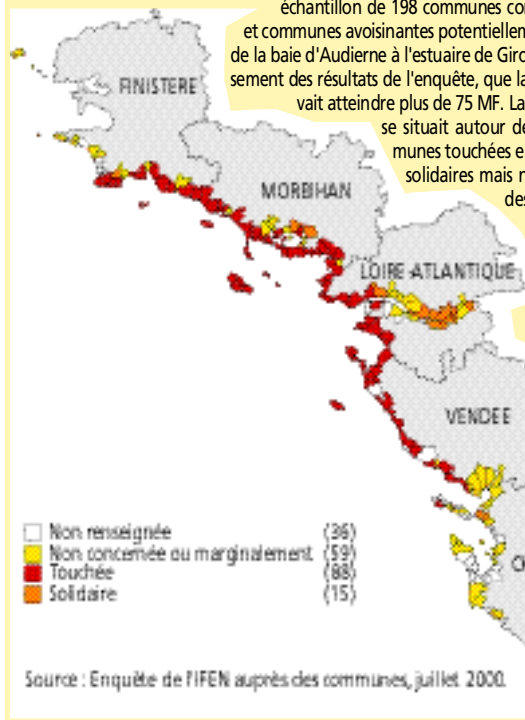 échantillon de 198 communes co
et communes avoisinantes potentiellem
de la baie d'Audierne à l'estuaire de Giro
sement des résultats de l'enquête, que la
vait atteindre plus de 75 MF. La
se situait autour de
munes touchées e
solidaires mais n
des
FINISTERE
MORBIHAN
LOIRE-ATLANTIQUE
VENDEE
Non renseignée (36)
Non concernée ou marginalement (59)
Touchée (88)
Solidaire (15)
Source : Enquête de l'IFEN auprès des communes, juillet 2000.